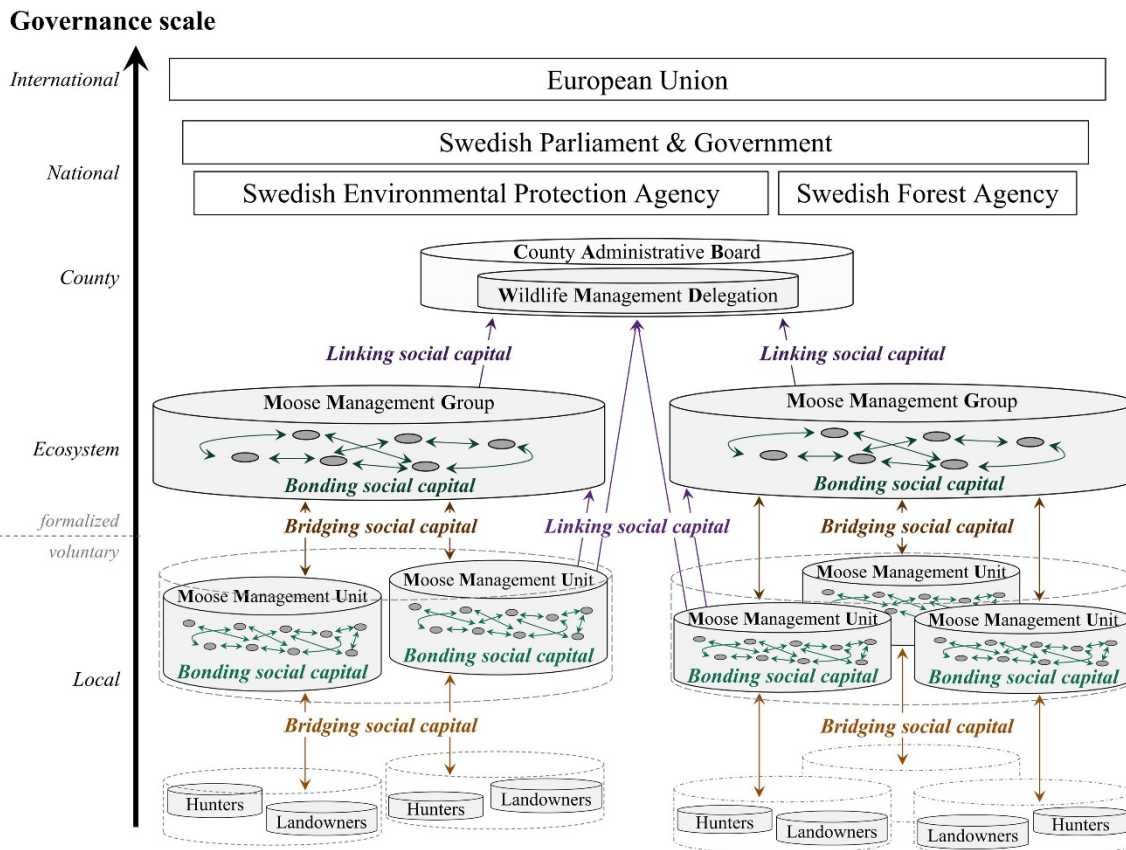 Governance scale
International
European Union
National
Swedish Parliament & Government
Swedish Environmental Protection Agency
Swedish Forest Agency
County
County Administrative Board
Wildlife Management Delegation
Linking social capital
Linking social capital
Ecosystem
Moose Management Group
Bonding social capital
Moose Management Group
Bonding social capital
formalized
voluntary
Bridging social capital
Linking social capital
Bridging social capital
Local
Moose Management Unit
Bonding social capital
Moose Management Unit
Bonding social capital
Moose Management Unit
Moose Management Unit
Bonding social capital
Moose Management Unit
Bonding social capital
Bridging social capital
Bridging social capital
Hunters
Landowners
Hunters
Landowners
Hunters
Landowners
Landowners
Hunters